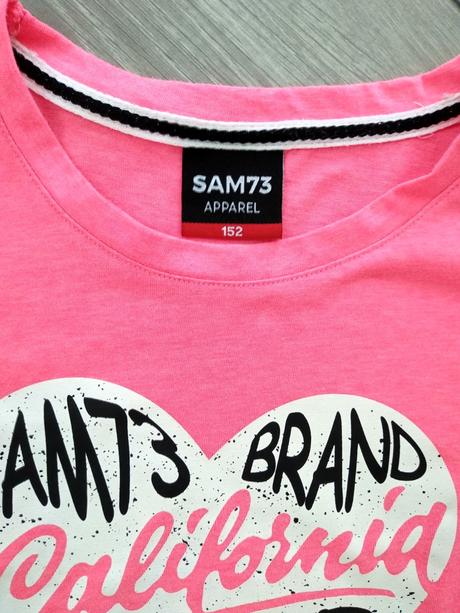 SAM73
APPAREL
152
AM73 BRAND
California